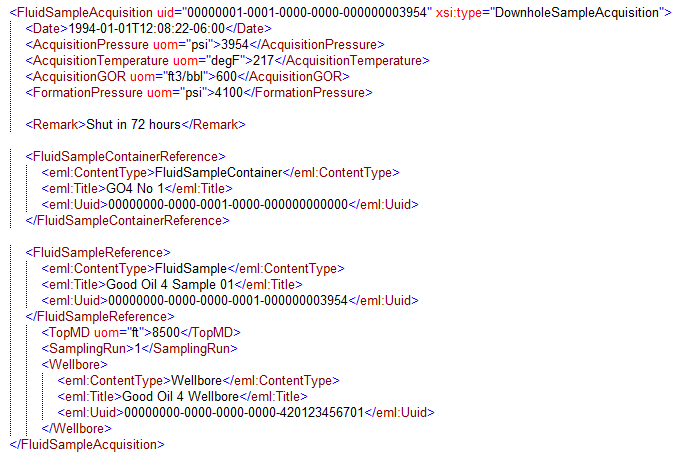 <FluidSampleAcquisition uid="00000001-0001-0000-0000-000000003954" xsi:type="DownholeSampleAcquisition">
<Date>1994-01-01T12:08:22-06:00</Date>
<AcquisitionPressure uom="psi">3954</AcquisitionPressure>
<AcquisitionTemperature uom="degF">217</AcquisitionTemperature>
<AcquisitionGOR uom="ft3/bbl">600</AcquisitionGOR>
<FormationPressure uom="psi">4100</FormationPressure>
<Remark>Shut in 72 hours</Remark>
<FluidSampleContainerReference>
<eml:ContentType>FluidSampleContainer</eml:ContentType>
<eml:Title>GO4 No 1</eml:Title>
<eml:Uuid>00000000-0000-0001-0000-000000000000</eml:Uuid>
</FluidSampleContainerReference>
<FluidSampleReference>
<eml:ContentType>FluidSample</eml:ContentType>
<eml:Title>Good Oil 4 Sample 01</eml:Title>
<eml:Uuid>00000000-0000-0000-0001-000000003954</eml:Uuid>
</FluidSampleReference>
<TopMD uom="ft">8500</TopMD>
<SamplingRun>1</SamplingRun>
<Wellbore>
<eml:ContentType>Wellbore</eml:ContentType>
<eml:Title>Good Oil 4 Wellbore</eml:Title>
<eml:Uuid>00000000-0000-0000-0000-420123456701</eml:Uuid>
</Wellbore>
</FluidSampleAcquisition>